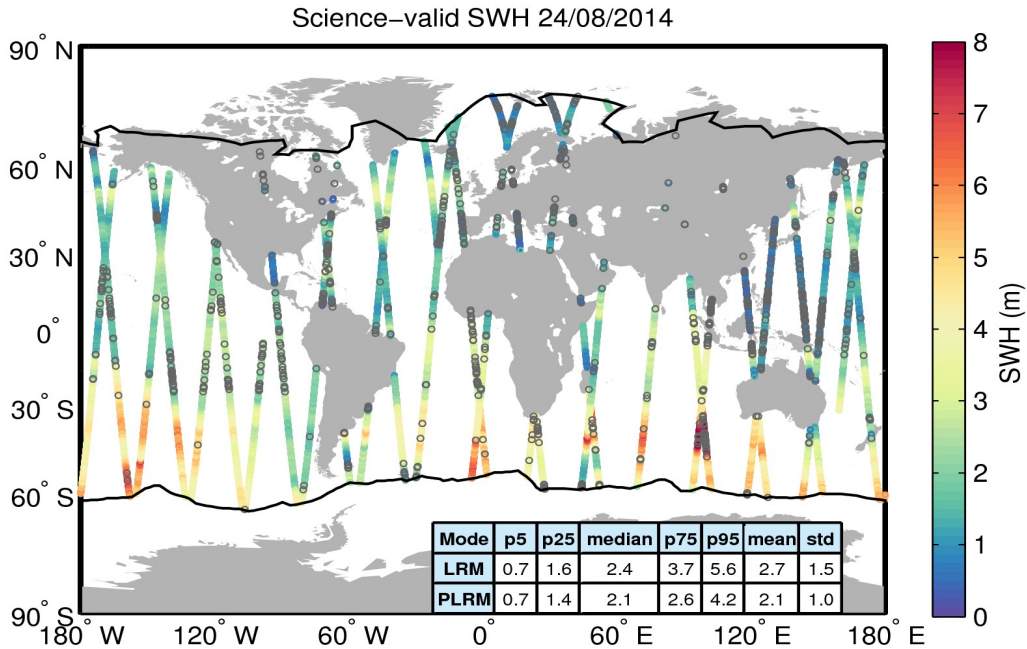 Science−valid SWH 24/08/2014
90° N
60° N
30° N
0°
30° S
60° S
90° S
180° W
120° W
60° W
0°
60° E
120° E
180° E
Mode p5 p25 median p75 p95 mean std
LRM 0.7 1.6 2.4 3.7 5.6 2.7 1.5
PLRM 0.7 1.4 2.1 2.6 4.2 2.1 1.0
8
7
6
5
4
3
2
1
0
SWH (m)